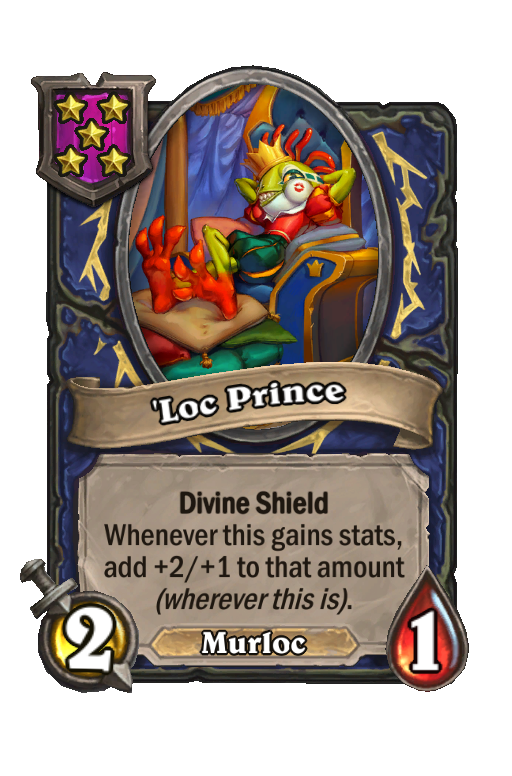 'Loc Prince
Divine Shield
Whenever this gains stats,
add +2/+1 to that amount
(wherever this is).
2
Murloc
1